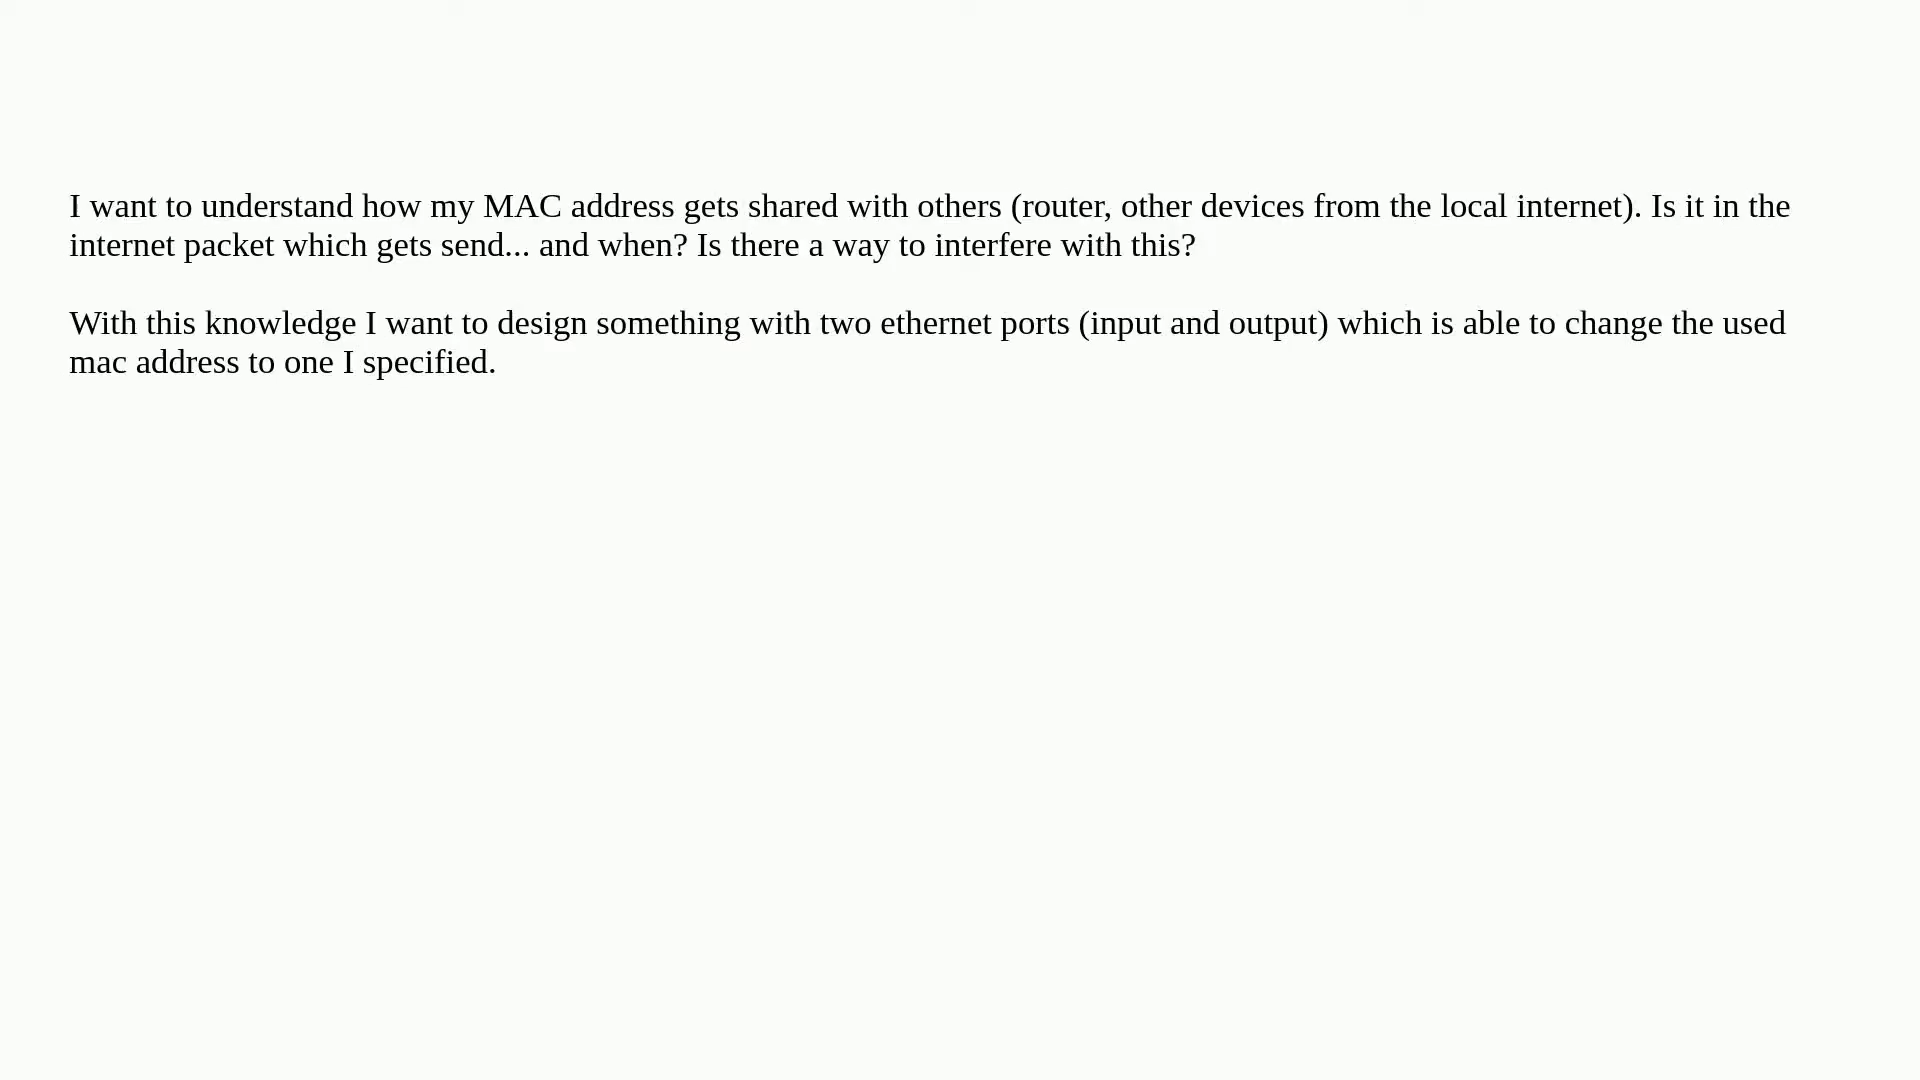 I want to understand how my MAC address gets shared with others (router, other devices from the local internet). Is it in the
internet packet which gets send... and when? Is there a way to interfere with this?
With this knowledge I want to design something with two ethernet ports (input and output) which is able to change the used
mac address to one I specified.